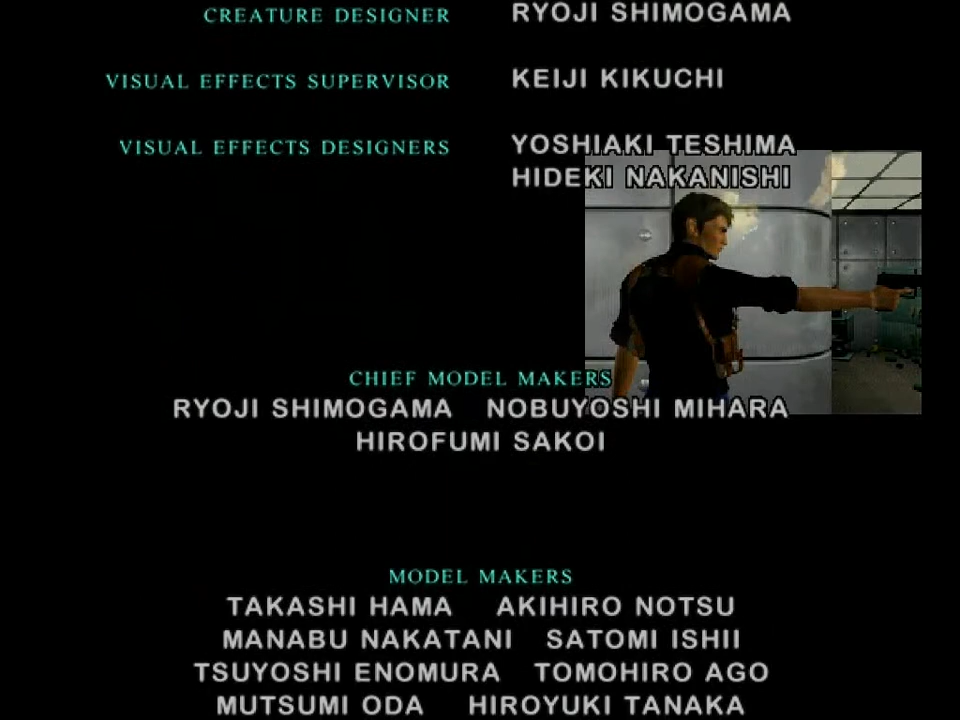 CREATURE DESIGNER RYOJI SHIMOGAMA
VISUAL EFFECTS SUPERVISOR KEIJI KIKUCHI
VISUAL EFFECTS DESIGNERS YOSHIAKI TESHIMA
HIDEKI NAKANISHI
CHIEF MODEL MAKERS
RYOJI SHIMOGAMA NOBUYOSHI MIHARA
HIROFUMI SAKOI
MODEL MAKERS
TAKASHI HAMA AKIHIRO NOTSU
MANABU NAKATANI SATOMI ISHII
TSUYOSHI ENOMURA TOMOHIRO AGO
MUTSUMI ODA HIROYUKI TANAKA